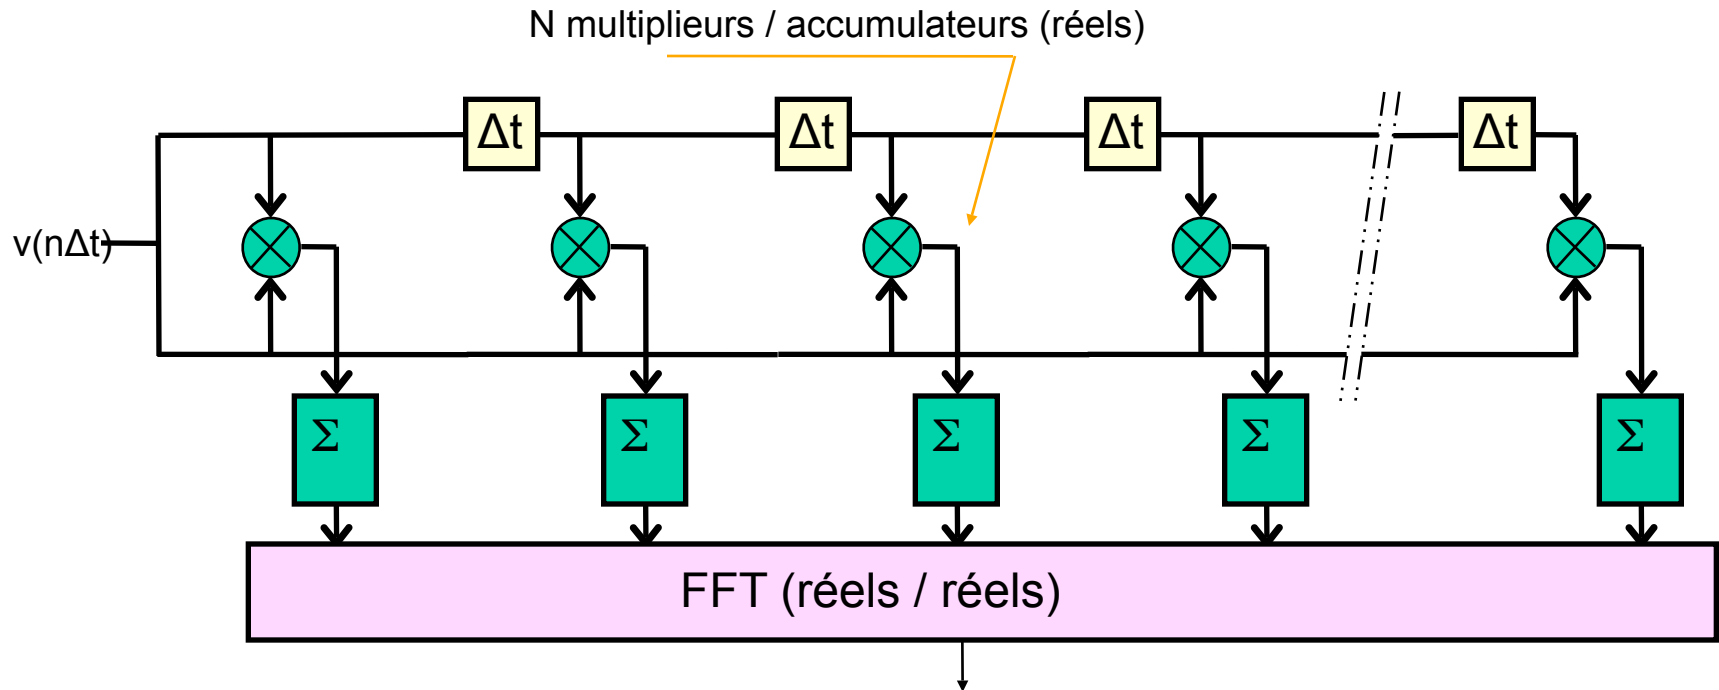 N multiplieurs / accumulateurs (réels)
Δt Δt Δt Δt
v(nΔt)
Σ Σ Σ Σ Σ
FFT (réels / réels)